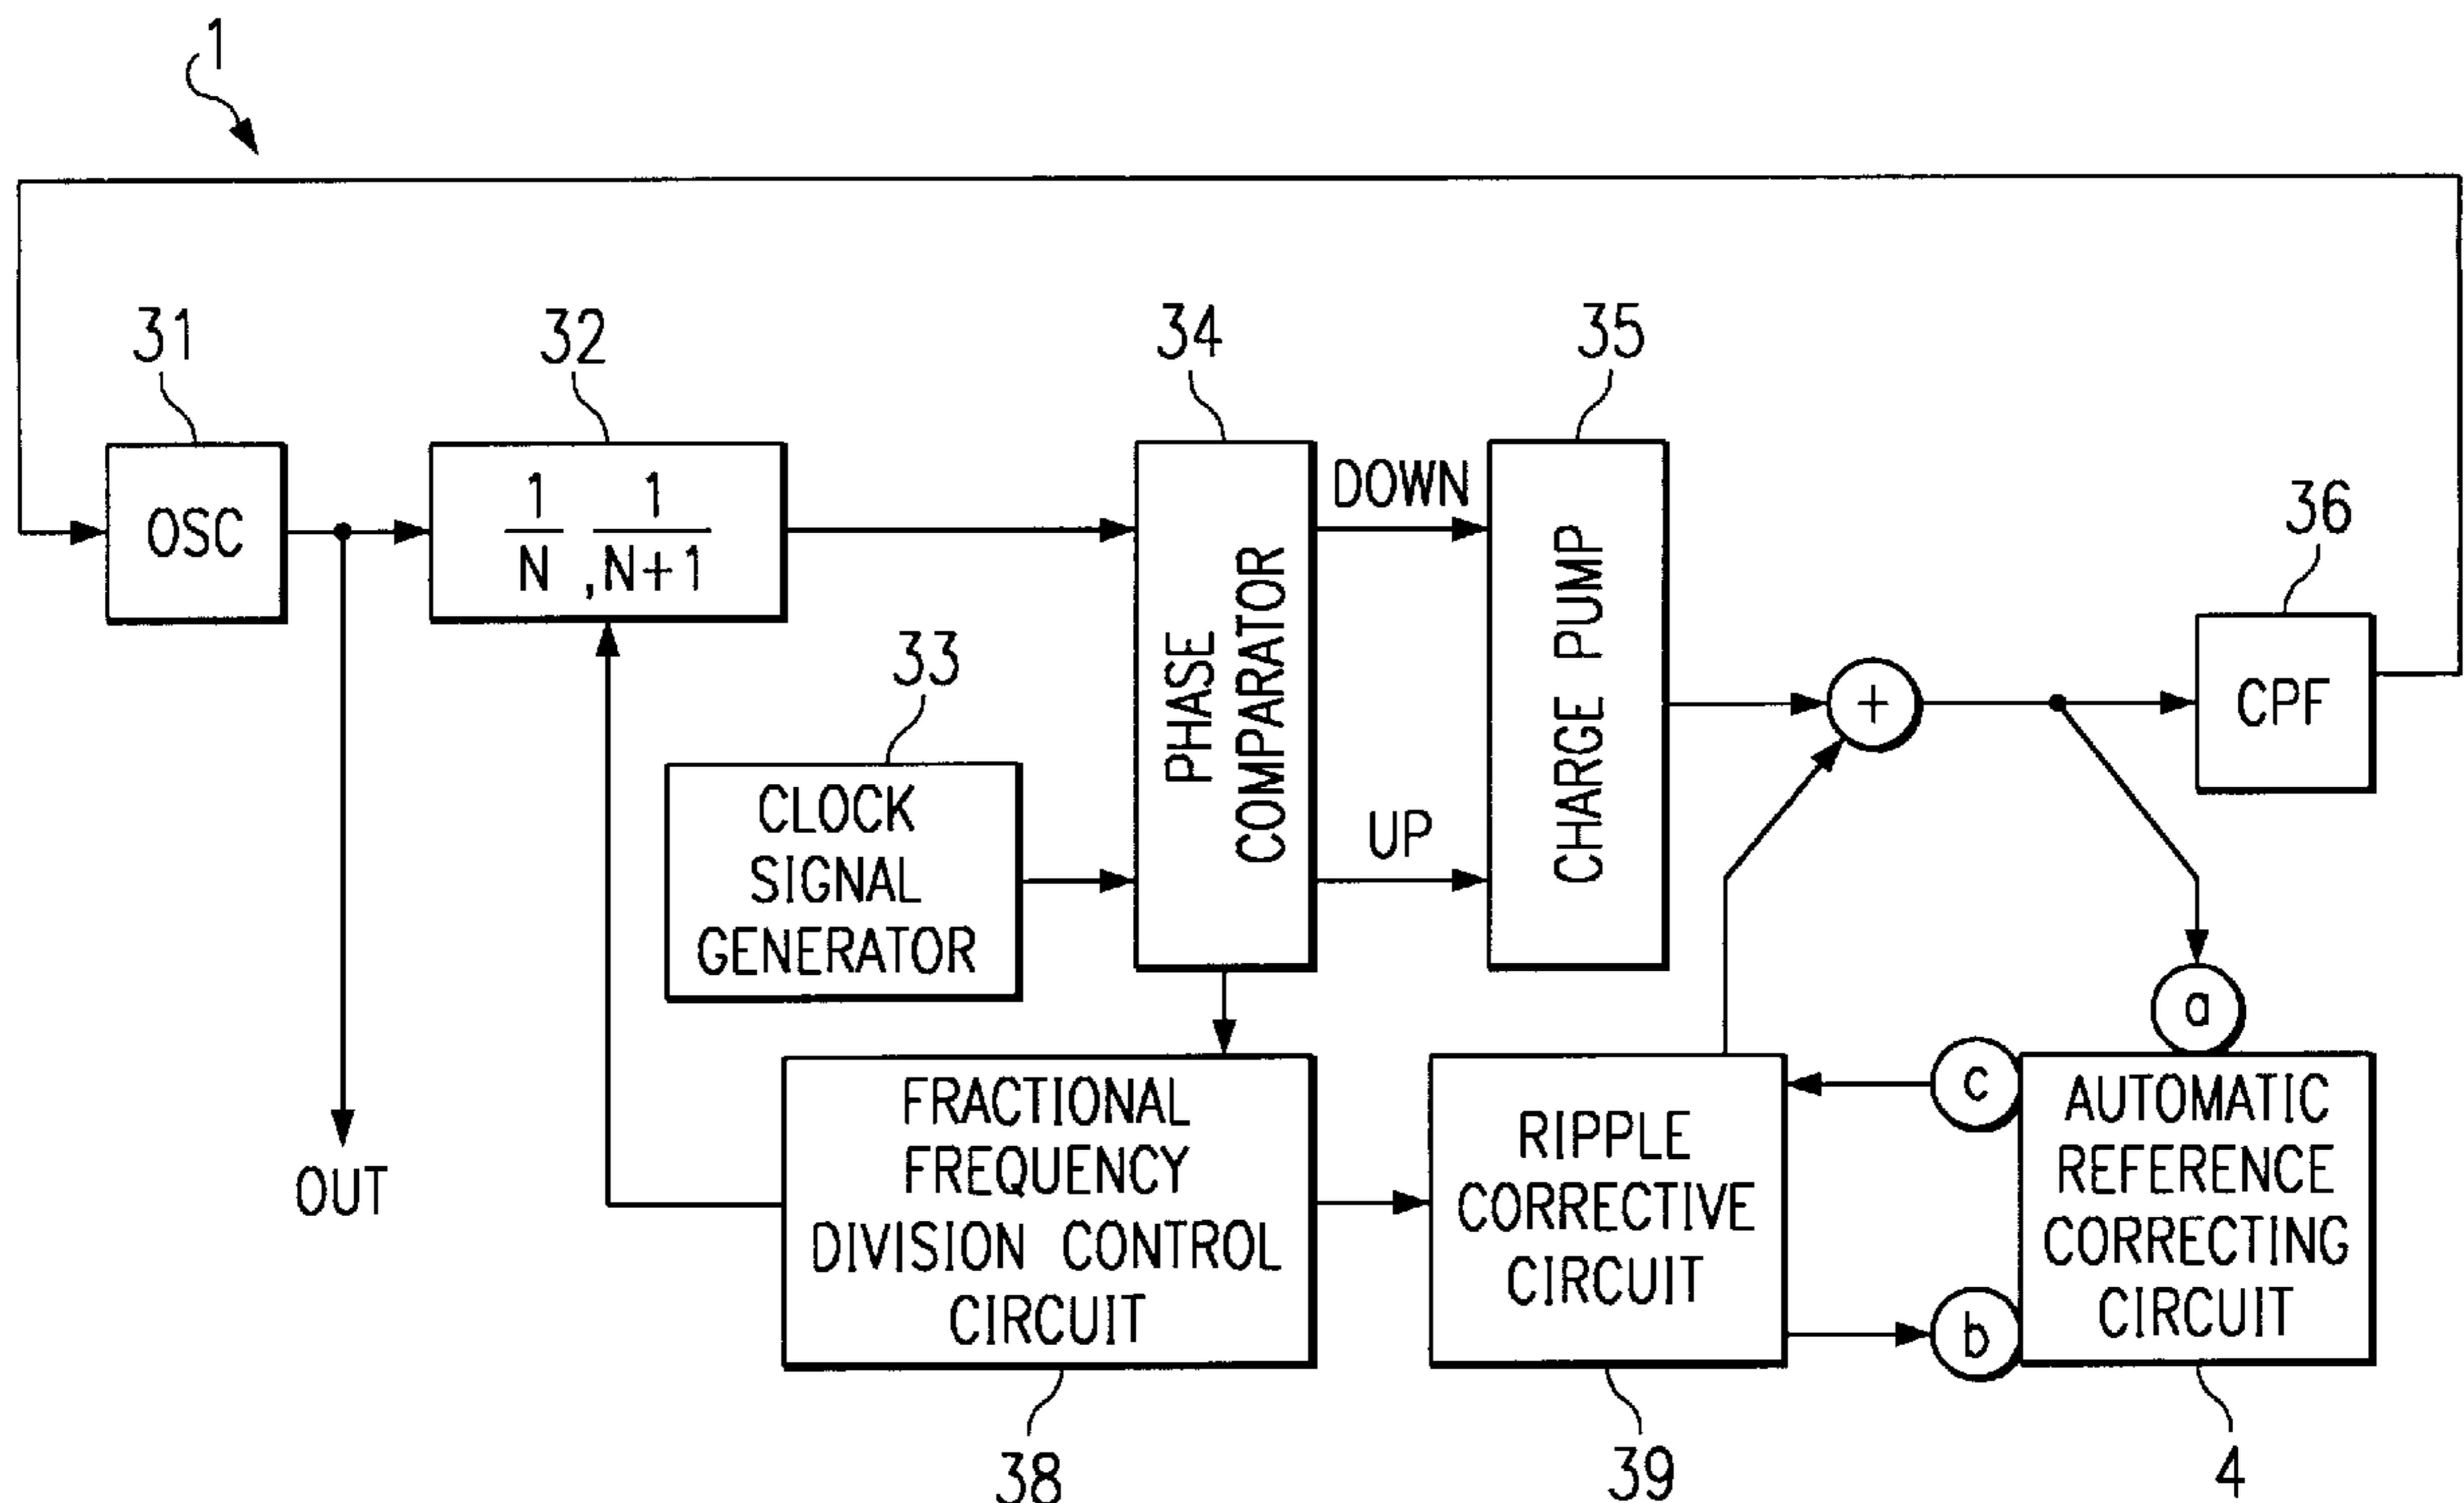 1
31
32
34
35
OSC
1 1
N ,N+1
33
CLOCK
SIGNAL
GENERATOR
PHASE
COMPARATOR
DOWN
UP
CHARGE PUMP
+
36
CPF
a
OUT
FRACTIONAL
FREQUENCY
DIVISION CONTROL
CIRCUIT
38
RIPPLE
CORRECTIVE
CIRCUIT
39
c
b
AUTOMATIC
REFERENCE
CORRECTING
CIRCUIT
4